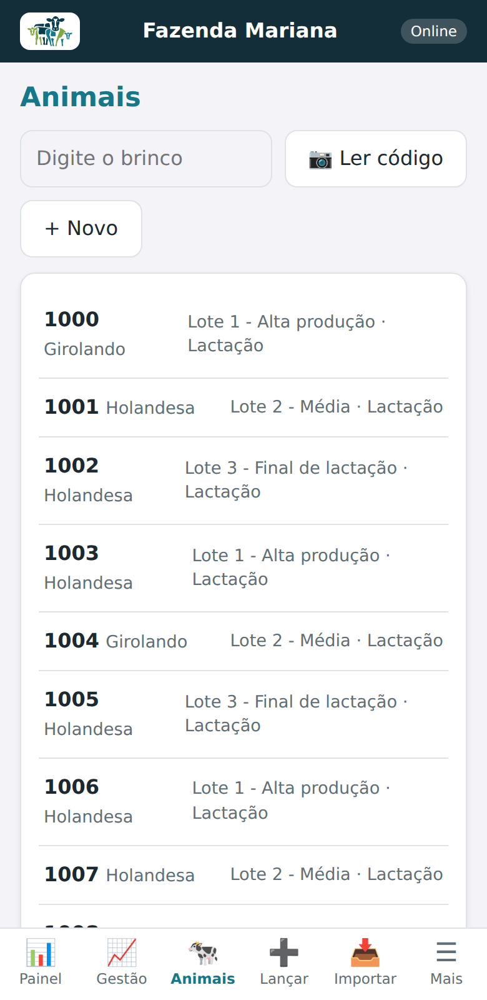 Fazenda Mariana
Online
Animais
Digite o brinco
Ler código
+ Novo
1000 Girolando
Lote 1 - Alta produção ·
Lactação
1001 Holandesa
Lote 2 - Média · Lactação
1002 Holandesa
Lote 3 - Final de lactação ·
Lactação
1003 Holandesa
Lote 1 - Alta produção ·
Lactação
1004 Girolando
Lote 2 - Média · Lactação
1005 Holandesa
Lote 3 - Final de lactação ·
Lactação
1006 Holandesa
Lote 1 - Alta produção ·
Lactação
1007 Holandesa
Lote 2 - Média · Lactação
Painel
Gestão
Animais
Lançar
Importar
Mais